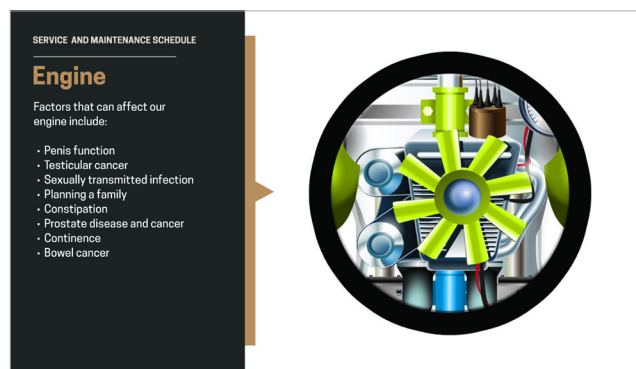 SERVICE AND MAINTENANCE SCHEDULE
Engine
Factors that can affect our
engine include:
• Penis function
• Testicular cancer
• Sexually transmitted infection
• Planning a family
• Constipation
• Prostate disease and cancer
• Continence
• Bowel cancer